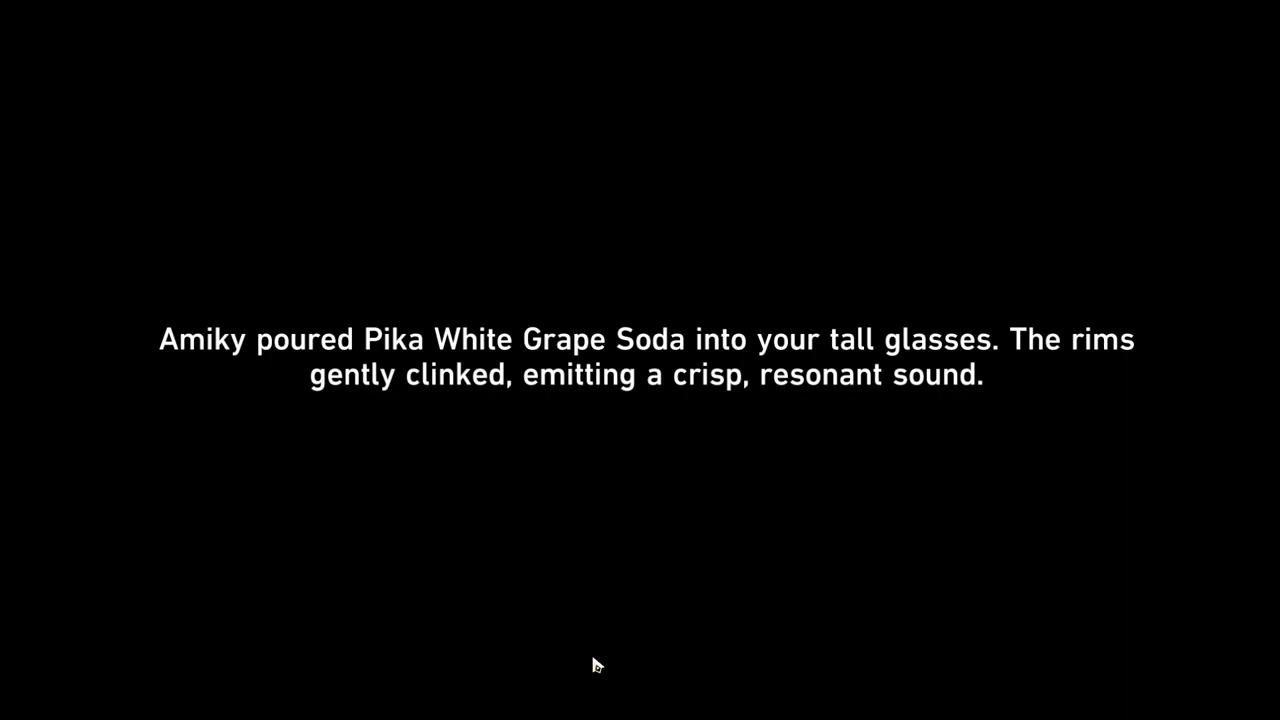 Amiky poured Pika White Grape Soda into your tall glasses. The rims
gently clinked, emitting a crisp, resonant sound.